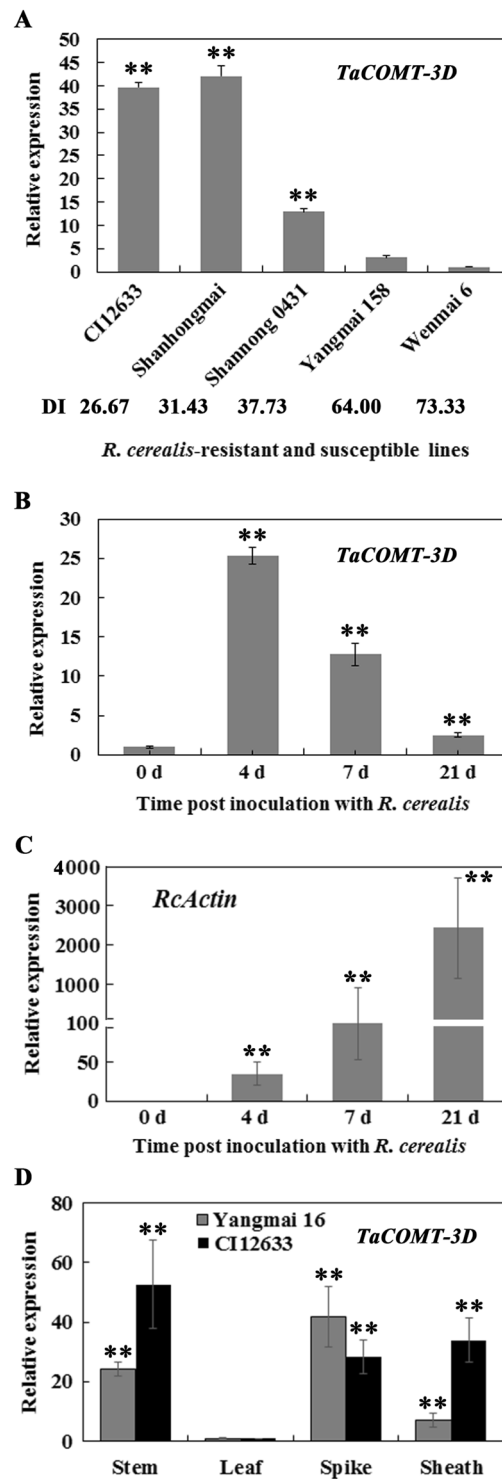 A
50
45
40
35
30
25
20
15
10
5
0
Relative expression
TaCOMT-3D
**
**
**
CI12633
Shanhongmai
Shannong 0431
Yangmai 158
Wenmai 6
DI 26.67 31.43 37.73 64.00 73.33
R. cerealis-resistant and susceptible lines
B
30
25
20
15
10
5
0
Relative expression
TaCOMT-3D
**
**
**
0 d 4 d 7 d 21 d
Time post inoculation with R. cerealis
C
4000
3000
2000
1000
100
50
0
Relative expression
RcActin
**
**
**
0 d 4 d 7 d 21 d
Time post inoculation with R. cerealis
D
80
60
40
20
0
Relative expression
Yangmai 16
CI12633
TaCOMT-3D
**
**
**
**
**
**
Stem Leaf Spike Sheath